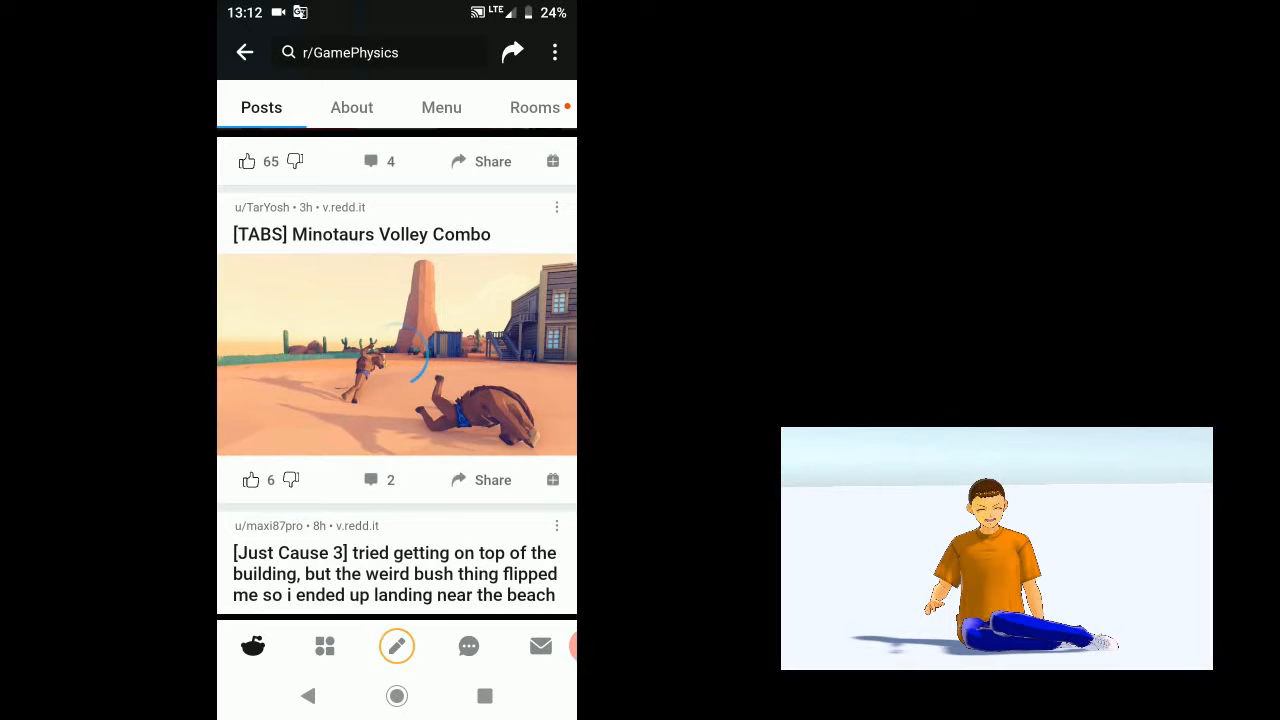 13:12 LTE 24%
r/GamePhysics
Posts About Menu Rooms
65 4 Share
u/TarYosh • 3h • v.redd.it
[TABS] Minotaurs Volley Combo
6 2 Share
u/maxi87pro • 8h • v.redd.it
[Just Cause 3] tried getting on top of the
building, but the weird bush thing flipped
me so i ended up landing near the beach